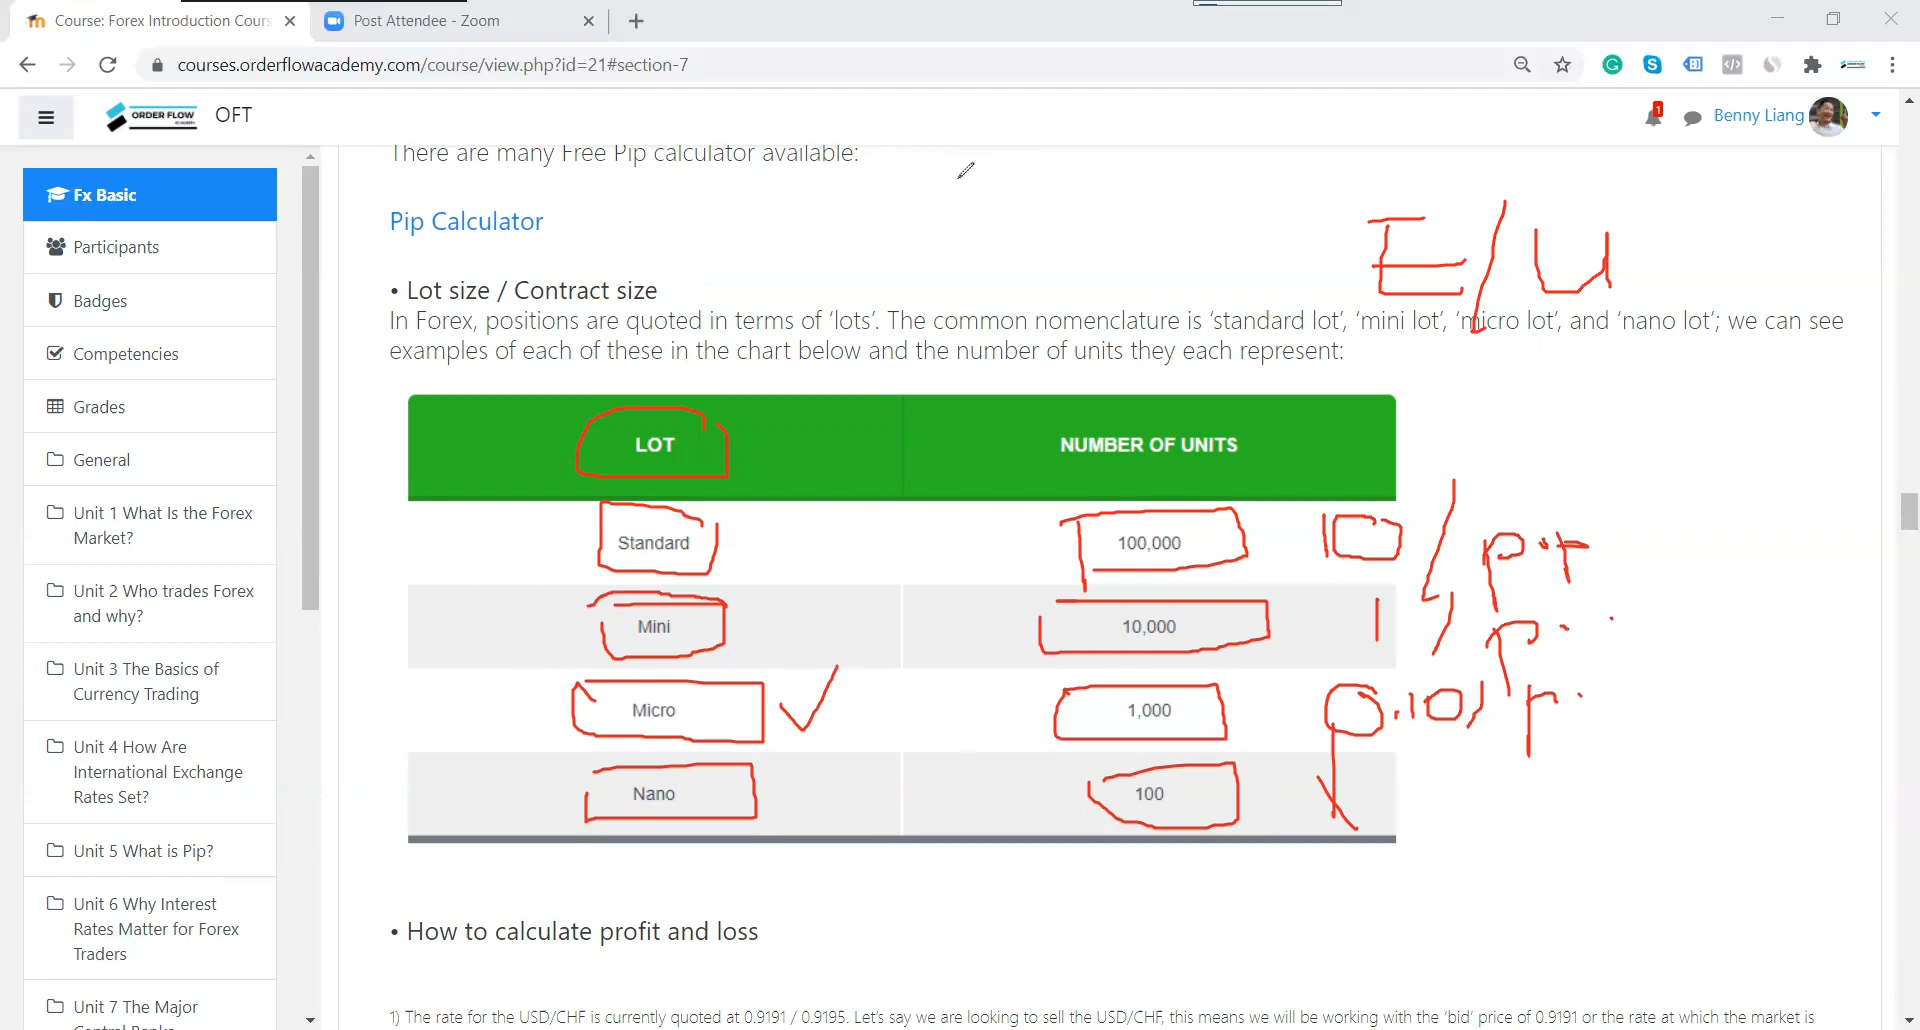 Course: Forex Introduction Cours
Post Attendee - Zoom
courses.orderflowacademy.com/course/view.php?id=21#section-7
ORDER FLOW
ACADEMY
OFT
1
Benny Liang
Fx Basic
Participants
Badges
Competencies
Grades
General
Unit 1 What Is the Forex
Market?
Unit 2 Who trades Forex
and why?
Unit 3 The Basics of
Currency Trading
Unit 4 How Are
International Exchange
Rates Set?
Unit 5 What is Pip?
Unit 6 Why Interest
Rates Matter for Forex
Traders
Unit 7 The Major
Central Banks
There are many Free Pip calculator available:
Pip Calculator
E/U
• Lot size / Contract size
In Forex, positions are quoted in terms of ‘lots’. The common nomenclature is ‘standard lot’, ‘mini lot’, ‘micro lot’, and ‘nano lot’; we can see
examples of each of these in the chart below and the number of units they each represent:
LOT NUMBER OF UNITS
Standard 100,000 10 /
Mini 10,000 1 / p
Micro 1,000 0.10 / p
Nano 100
• How to calculate profit and loss
1) The rate for the USD/CHF is currently quoted at 0.9191 / 0.9195. Let’s say we are looking to sell the USD/CHF, this means we will be working with the ‘bid’ price of 0.9191 or the rate at which the market is